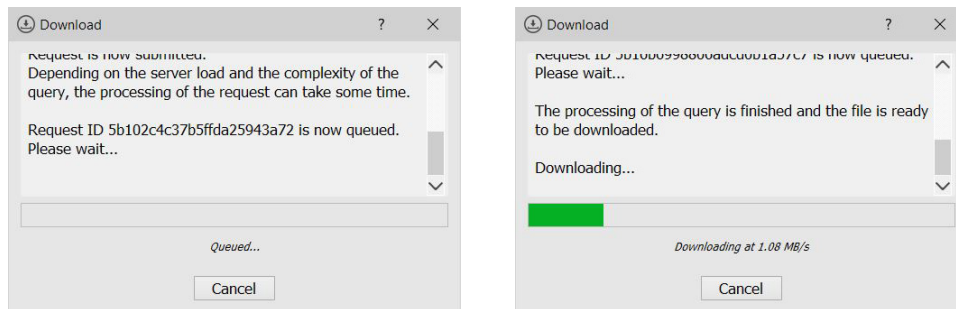 Download ? ×
Request is now submitted.
Depending on the server load and the complexity of the
query, the processing of the request can take some time.
Request ID 5b102c4c37b5ffda25943a72 is now queued.
Please wait...
Queued...
Cancel
Download ? ×
Request ID is now queued.
Please wait...
The processing of the query is finished and the file is ready
to be downloaded.
Downloading...
Downloading at 1.08 MB/s
Cancel